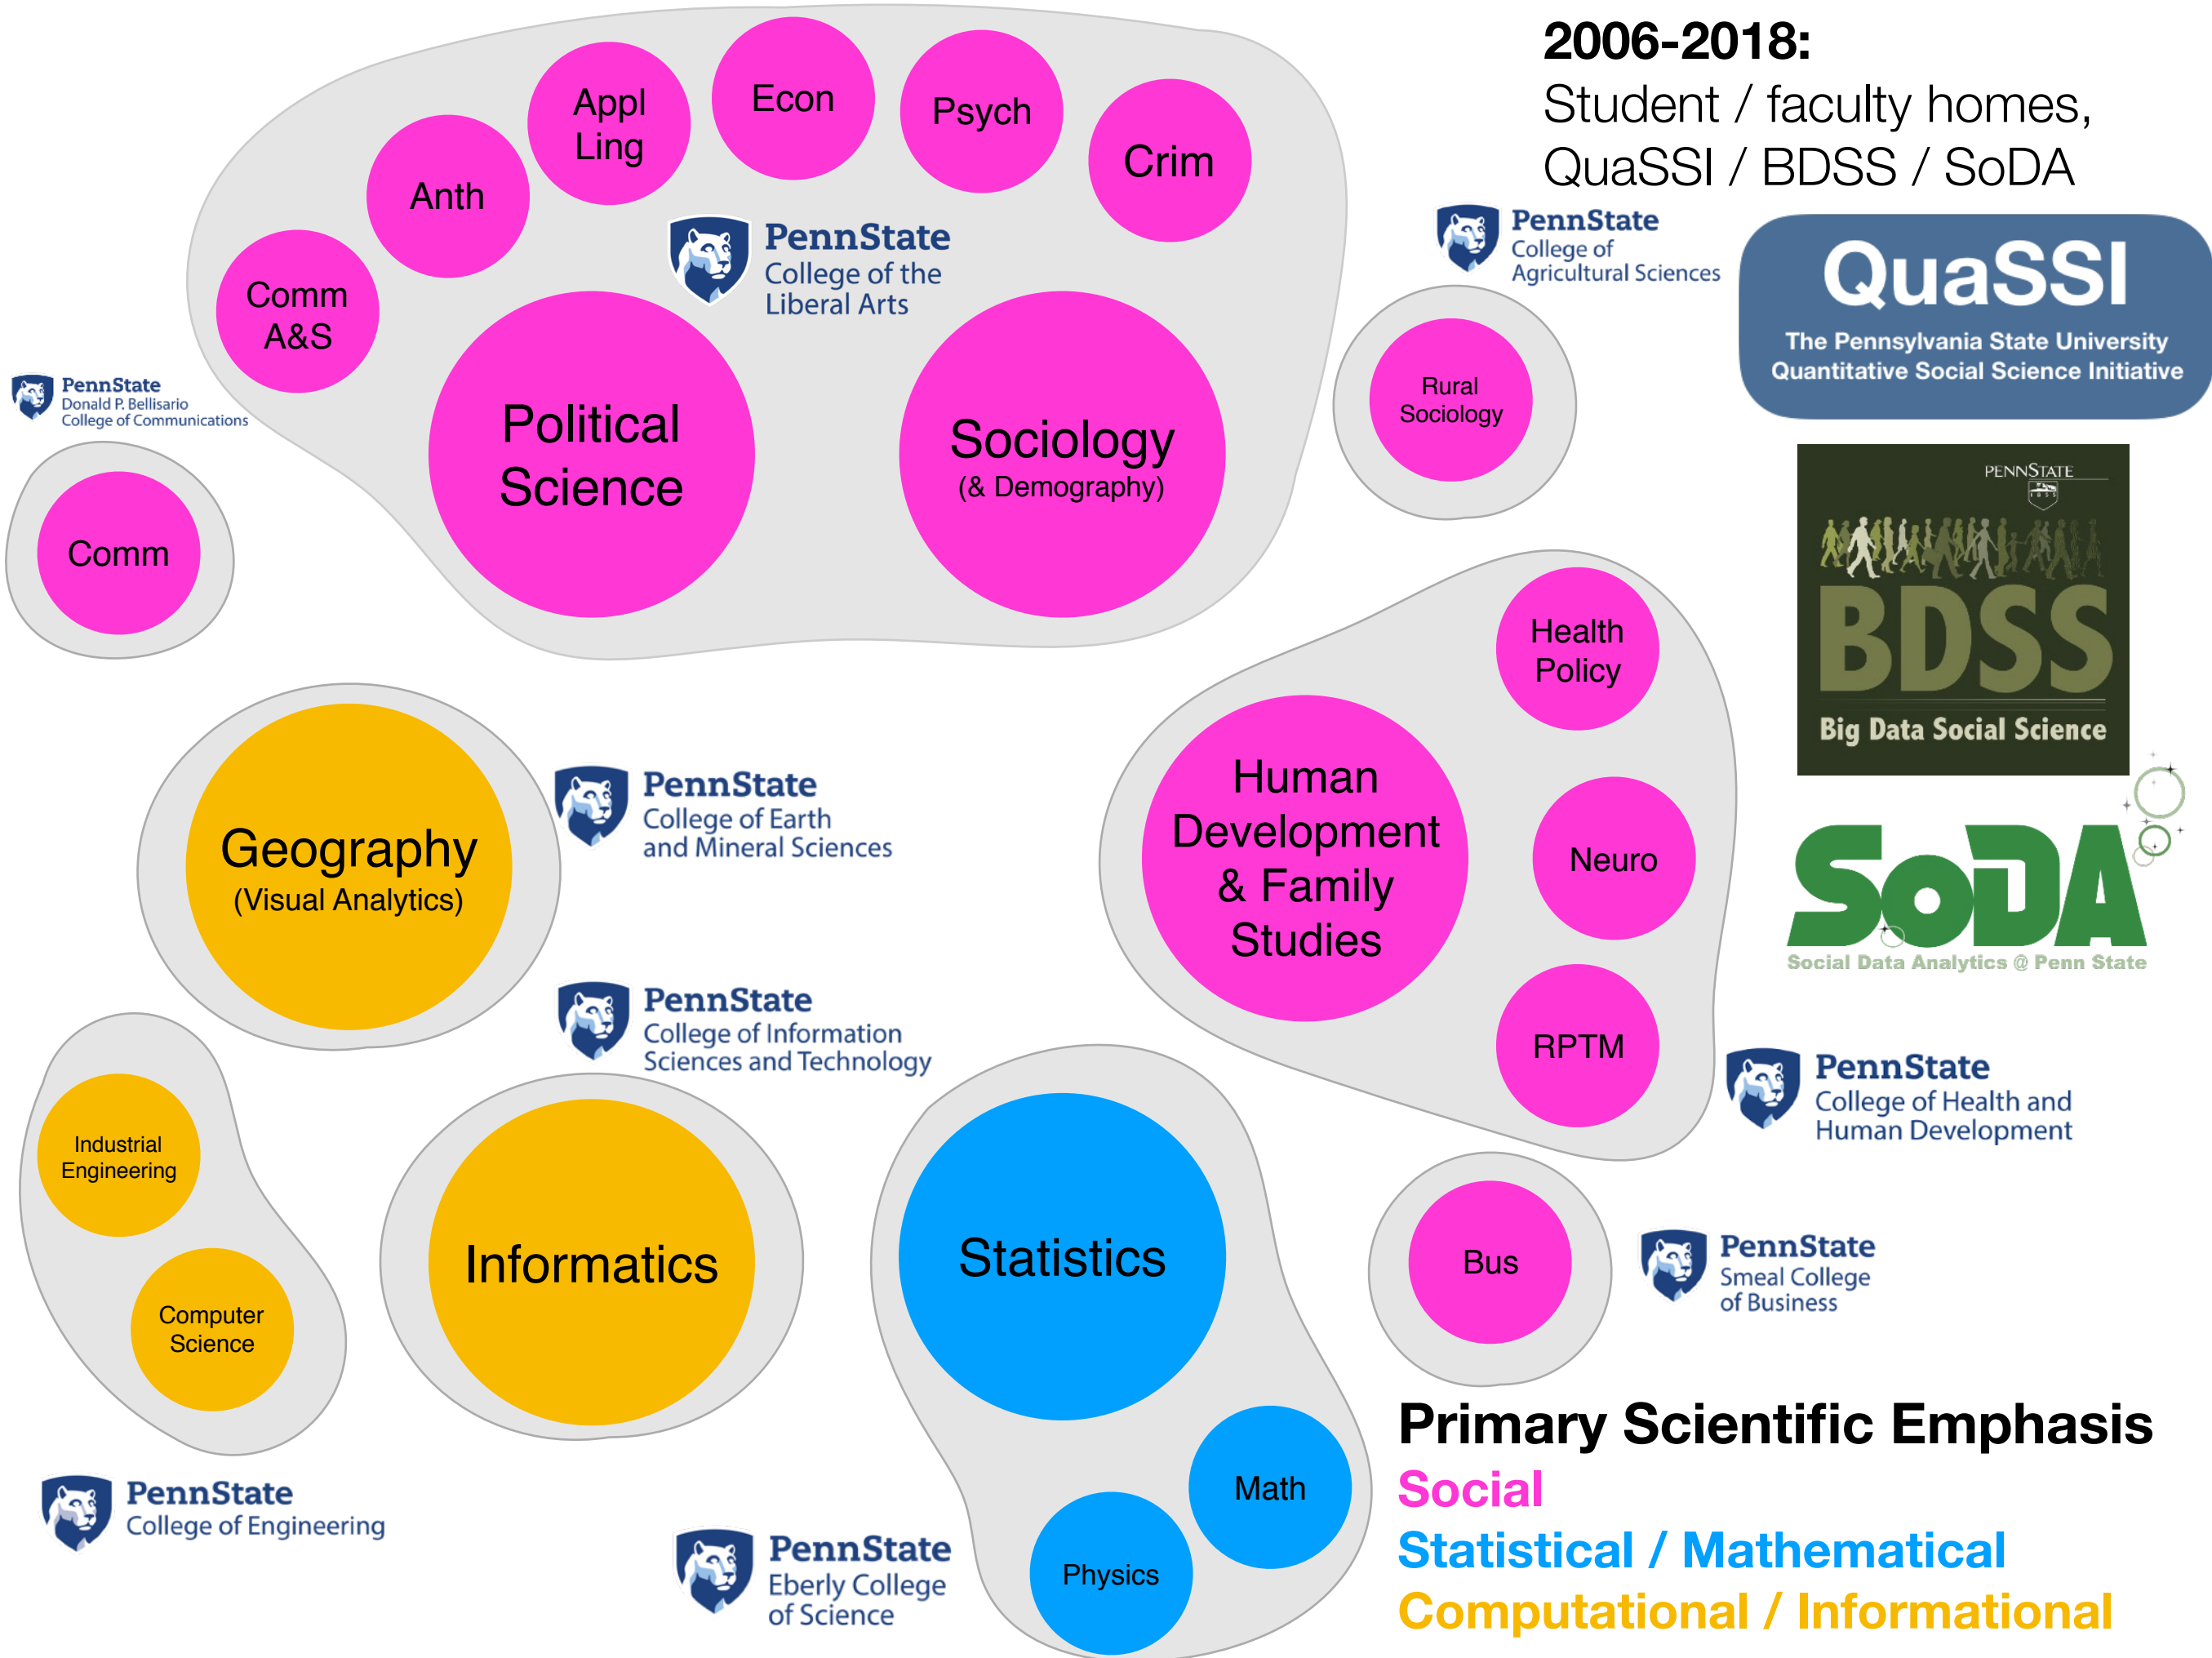 2006-2018:
Student / faculty homes,
QuaSSI / BDSS / SoDA
Appl
Ling
Econ
Psych
Crim
Anth
Comm
A&S
PennState
College of the
Liberal Arts
Political
Science
Sociology
(& Demography)
PennState
College of
Agricultural Sciences
Rural
Sociology
QuaSSI
The Pennsylvania State University
Quantitative Social Science Initiative
PennState
Donald P. Bellisario
College of Communications
Comm
PENNSTATE
BDSS
Big Data Social Science
SoDA
Social Data Analytics @ Penn State
Geography
(Visual Analytics)
PennState
College of Earth
and Mineral Sciences
Human
Development
& Family
Studies
Health
Policy
Neuro
RPTM
PennState
College of Health and
Human Development
PennState
College of Information
Sciences and Technology
Informatics
Industrial
Engineering
Computer
Science
PennState
College of Engineering
Statistics
Math
Physics
PennState
Eberly College
of Science
Bus
PennState
Smeal College
of Business
Primary Scientific Emphasis
Social
Statistical / Mathematical
Computational / Informational